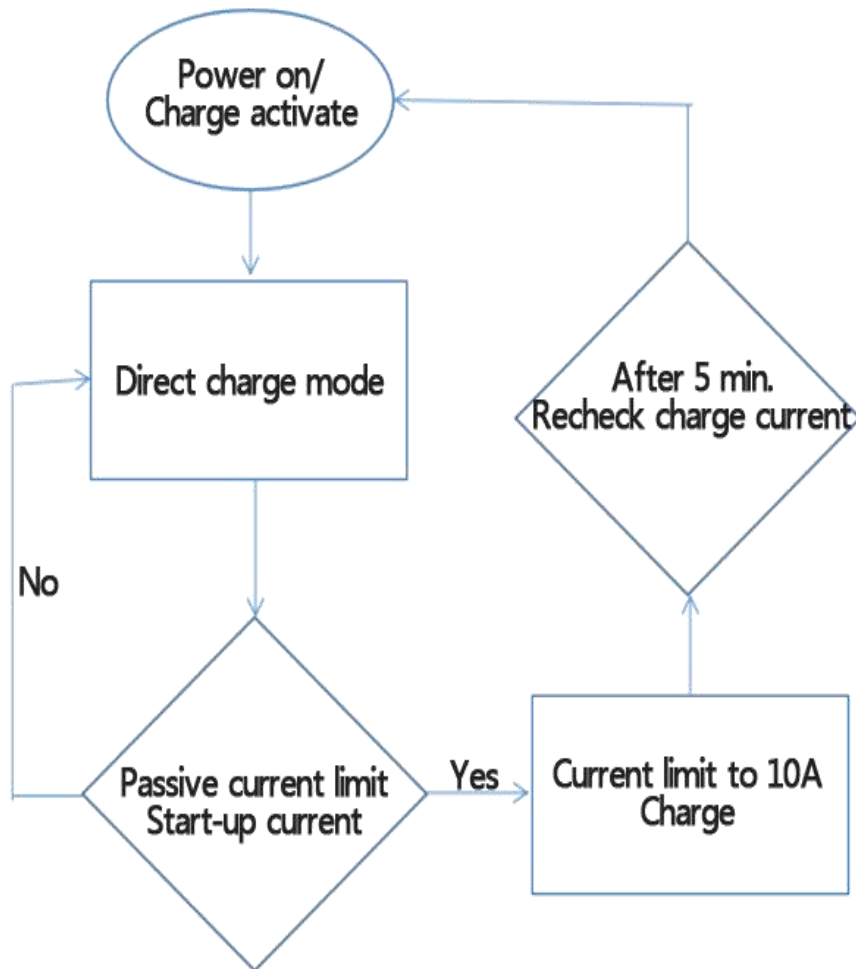 Power on/
Charge activate
Direct charge mode
After 5 min.
Recheck charge current
No
Passive current limit
Start-up current
Yes
Current limit to 10A
Charge